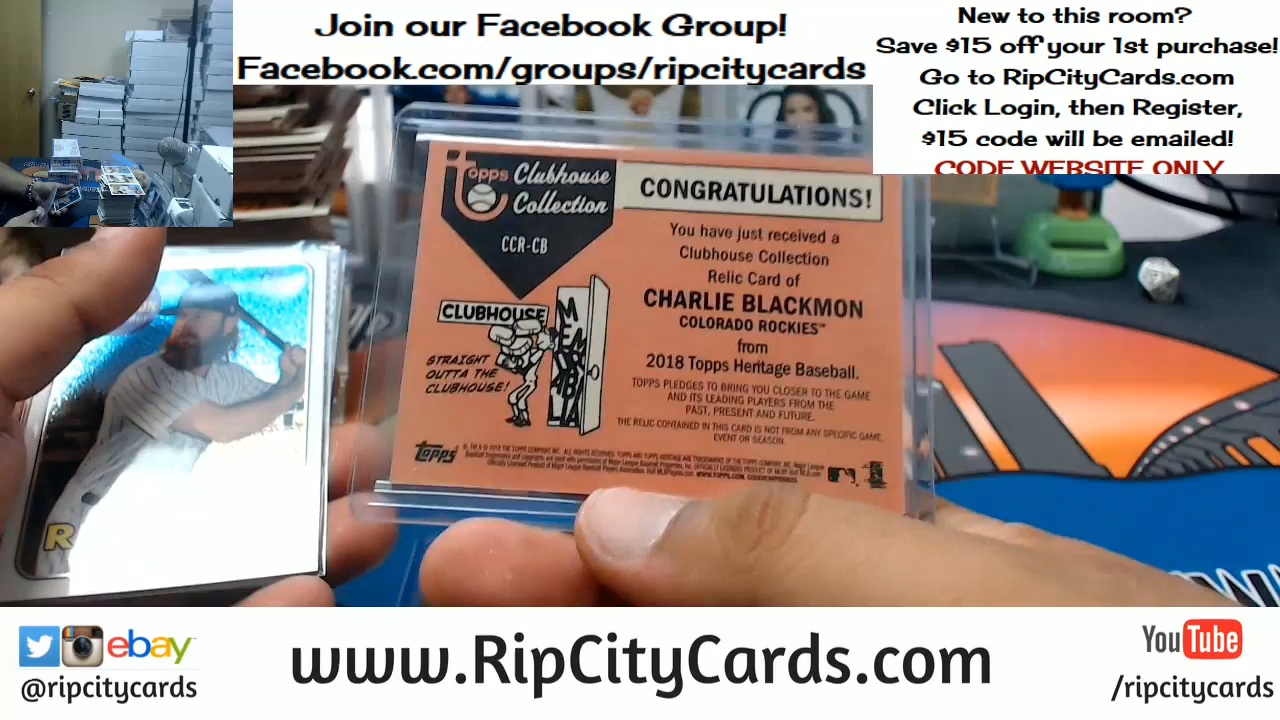 Join our Facebook Group!
Facebook.com/groups/ripcitycards
New to this room?
Save $15 off your 1st purchase!
Go to RipCityCards.com
Click Login, then Register,
$15 code will be emailed!
CODE WEBSITE ONLY
topps Clubhouse
Collection
CCR-CB
CONGRATULATIONS!
You have just received a
Clubhouse Collection
Relic Card of
CHARLIE BLACKMON
COLORADO ROCKIES™
from
2018 Topps Heritage Baseball.
TOPPS PLEDGES TO BRING YOU CLOSER TO THE GAME
AND ITS LEADING PLAYERS FROM THE
PAST, PRESENT AND FUTURE.
THE RELIC CONTAINED IN THIS CARD IS NOT FROM ANY SPECIFIC GAME,
EVENT OR SEASON.
CLUBHOUSE
MEMORABILIA
STRAIGHT
OUTTA THE
CLUBHOUSE!
Topps
R
ebay
@ripcitycards
www.RipCityCards.com
YouTube
/ripcitycards